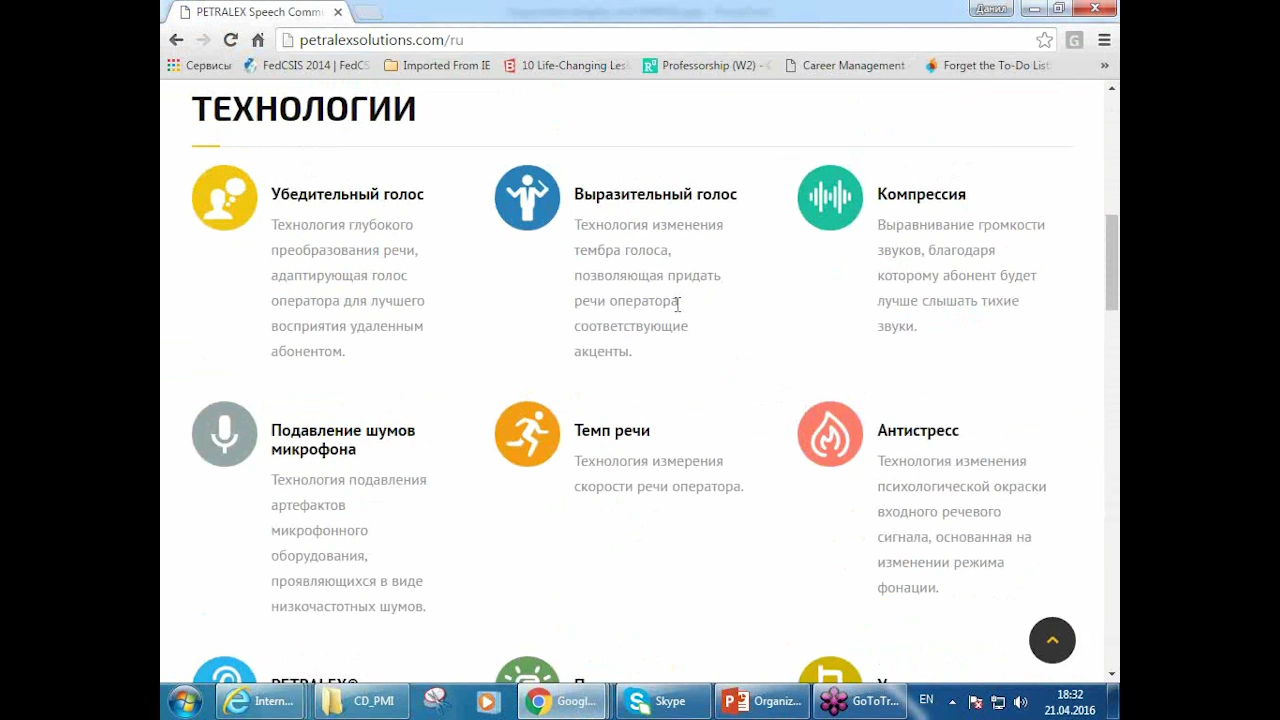 PETRALEX Speech Comm
Данил
petralexsolutions.com/ru
Сервисы
FedCSIS 2014 | FedCS
Imported From IE
10 Life-Changing Les
Professorship (W2) -
Career Management
Forget the To-Do List
»
ТЕХНОЛОГИИ
Убедительный голос
Технология глубокого
преобразования речи,
адаптирующая голос
оператора для лучшего
восприятия удаленным
абонентом.
Выразительный голос
Технология изменения
тембра голоса,
позволяющая придать
речи оператора
соответствующие
акценты.
Компрессия
Выравнивание громкости
звуков, благодаря
которому абонент будет
лучше слышать тихие
звуки.
Подавление шумов
микрофона
Технология подавления
артефактов
микрофонного
оборудования,
проявляющихся в виде
низкочастотных шумов.
Темп речи
Технология измерения
скорости речи оператора.
Антистресс
Технология изменения
психологической окраски
входного речевого
сигнала, основанная на
изменении режима
фонации.
Intern...
CD_PMI
Googl...
Skype
Organiz...
GoToTr...
EN
18:32
21.04.2016